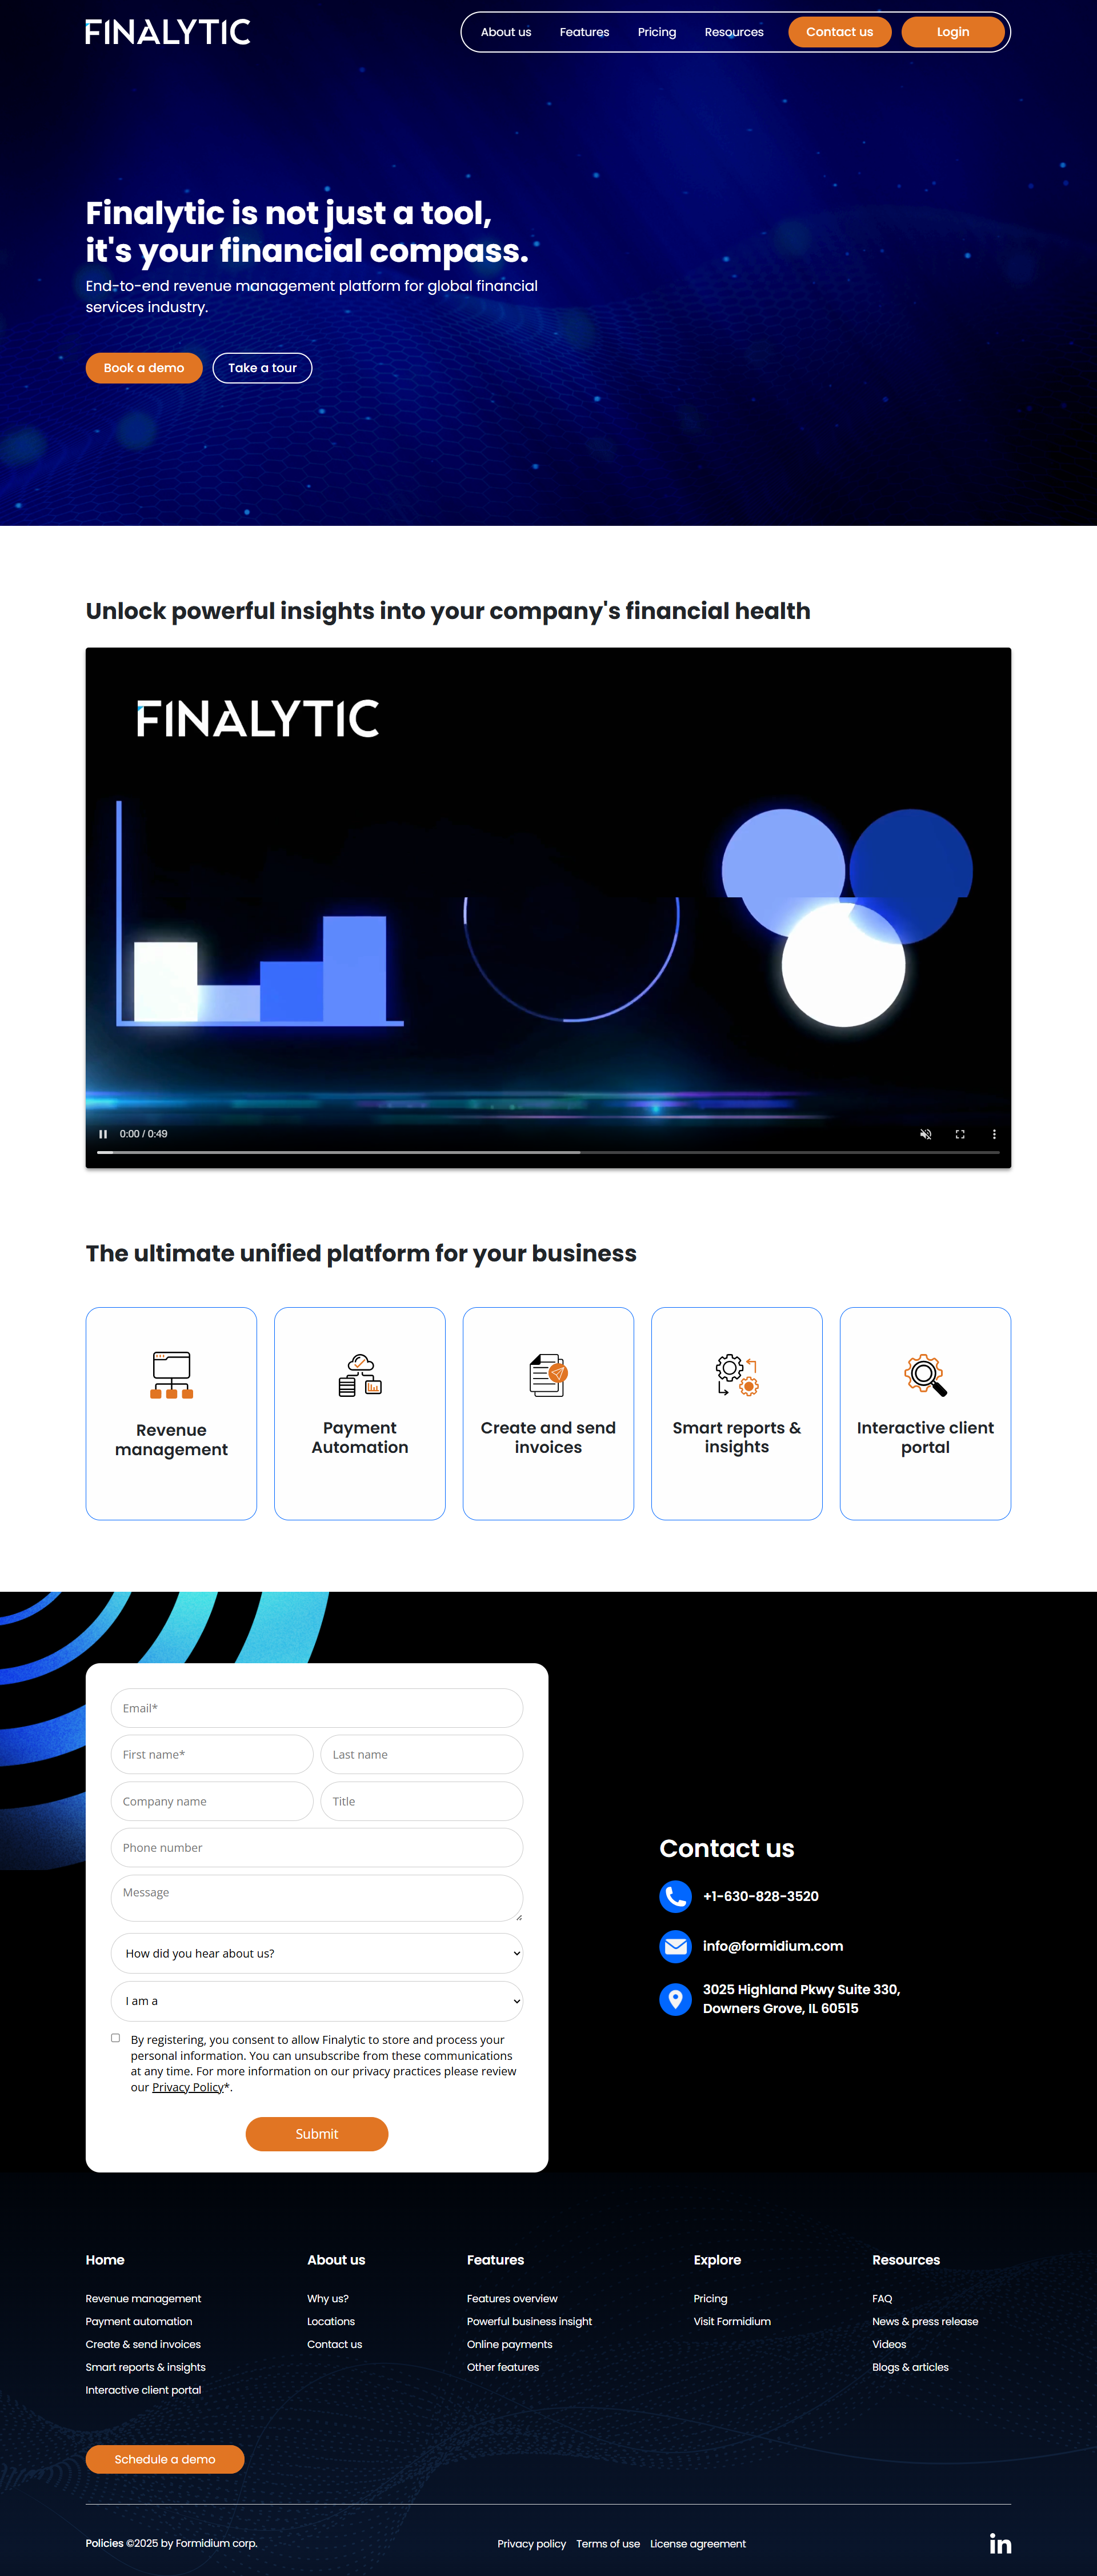 FINALYTIC
About us
Features
Pricing
Resources
Contact us
Login
Finalytic is not just a tool,
it's your financial compass.
End-to-end revenue management platform for global financial
services industry.
Book a demo
Take a tour
Unlock powerful insights into your company's financial health
FINALYTIC
0:00 / 0:49
The ultimate unified platform for your business
Revenue
management
Payment
Automation
Create and send
invoices
Smart reports &
insights
Interactive client
portal
Email*
First name*
Last name
Company name
Title
Phone number
Message
How did you hear about us?
I am a
By registering, you consent to allow Finalytic to store and process your
personal information. You can unsubscribe from these communications
at any time. For more information on our privacy practices please review
our Privacy Policy*.
Submit
Contact us
+1-630-828-3520
info@formidium.com
3025 Highland Pkwy Suite 330,
Downers Grove, IL 60515
Home
Revenue management
Payment automation
Create & send invoices
Smart reports & insights
Interactive client portal
About us
Why us?
Locations
Contact us
Features
Features overview
Powerful business insight
Online payments
Other features
Explore
Pricing
Visit Formidium
Resources
FAQ
News & press release
Videos
Blogs & articles
Schedule a demo
Policies ©2025 by Formidium corp.
Privacy policy
Terms of use
License agreement
in